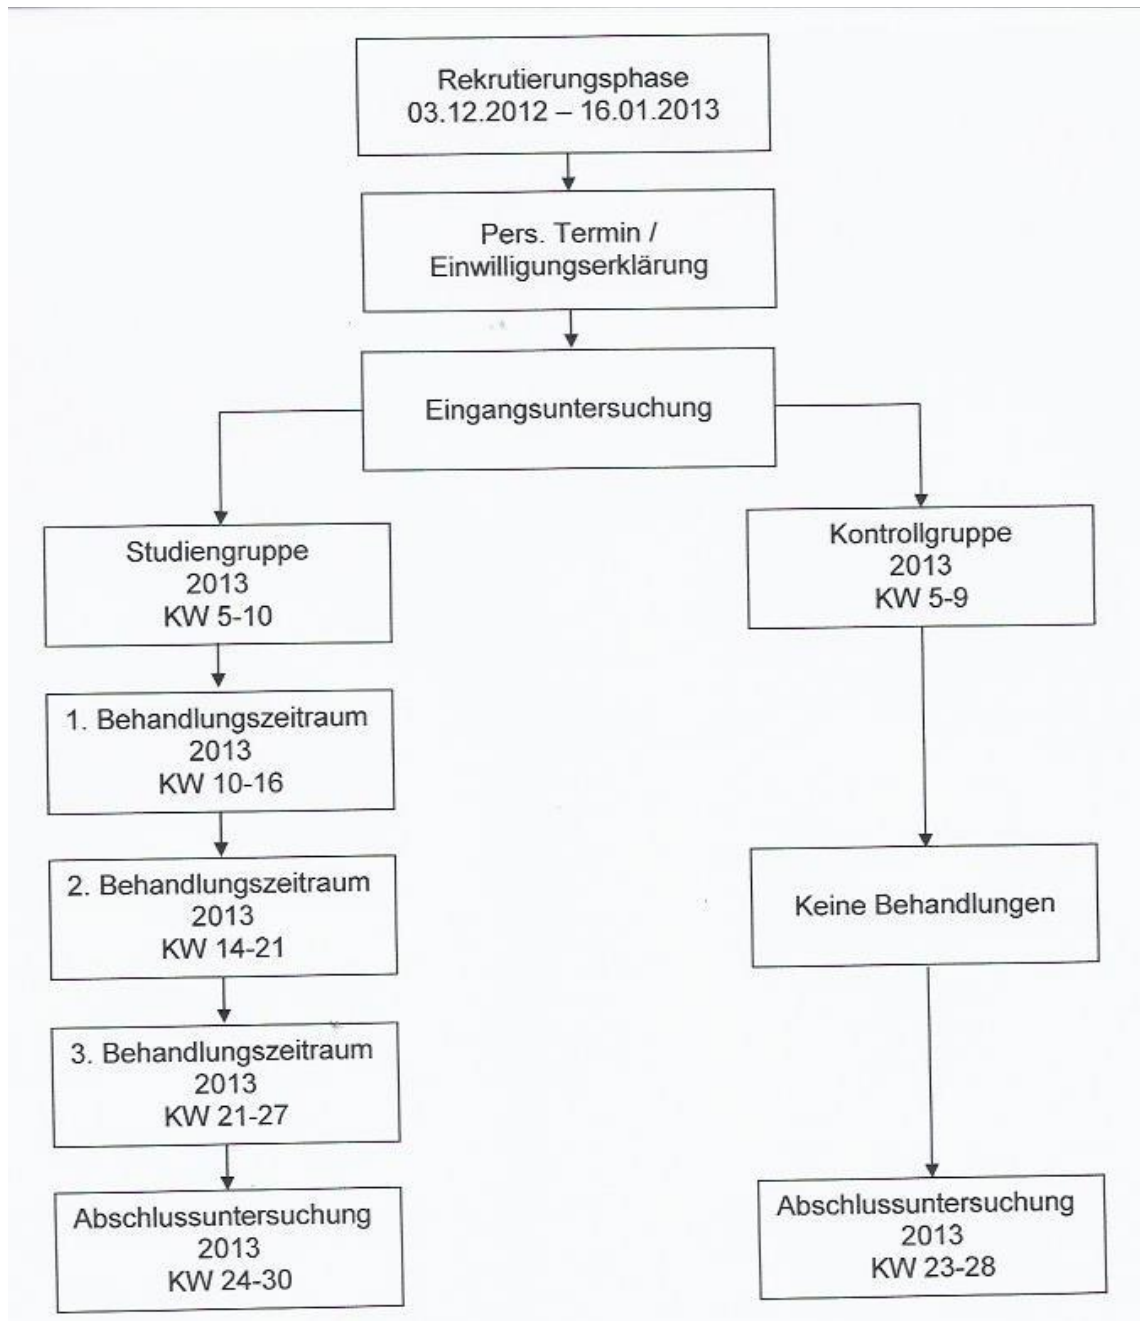 Rekrutierungsphase
03.12.2012 – 16.01.2013
Pers. Termin /
Einwilligungserklärung
Eingangsuntersuchung
Studiengruppe
2013
KW 5-10
Kontrollgruppe
2013
KW 5-9
1. Behandlungszeitraum
2013
KW 10-16
2. Behandlungszeitraum
2013
KW 14-21
Keine Behandlungen
3. Behandlungszeitraum
2013
KW 21-27
Abschlussuntersuchung
2013
KW 24-30
Abschlussuntersuchung
2013
KW 23-28